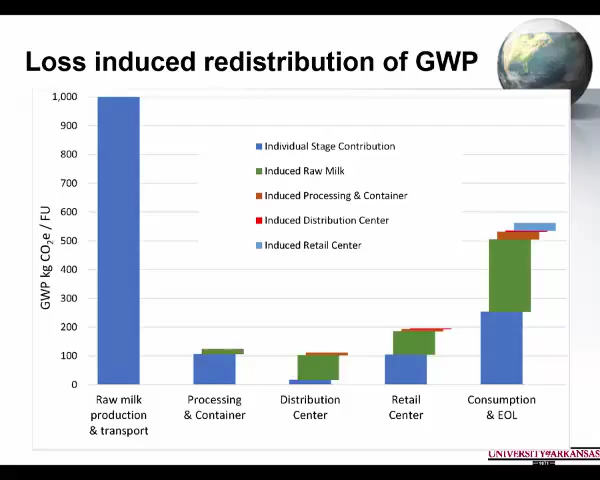 Loss induced redistribution of GWP
1,000
900
800
700
600
500
400
300
200
100
0
GWP kg CO₂e / FU
Individual Stage Contribution
Induced Raw Milk
Induced Processing & Container
Induced Distribution Center
Induced Retail Center
Raw milk
production
& transport
Processing
& Container
Distribution
Center
Retail
Center
Consumption
& EOL
UNIVERSITY OF ARKANSAS